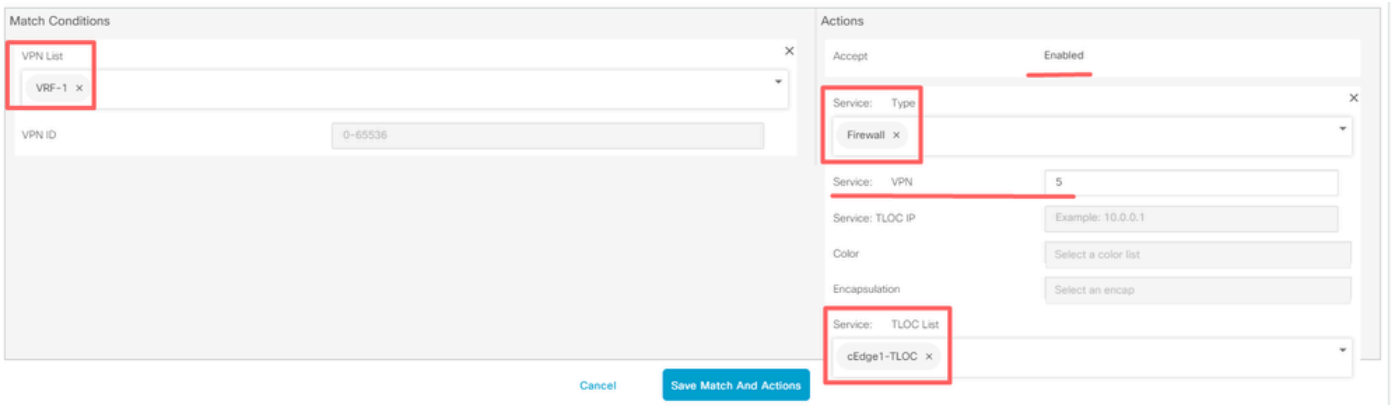 Match Conditions
VPN List
VRF-1 ×
VPN ID
0-65536
Actions
Accept Enabled
Service: Type
Firewall ×
Service: VPN 5
Service: TLOC IP Example: 10.0.0.1
Color Select a color list
Encapsulation Select an encap
Service: TLOC List
cEdge1-TLOC ×
Cancel Save Match And Actions